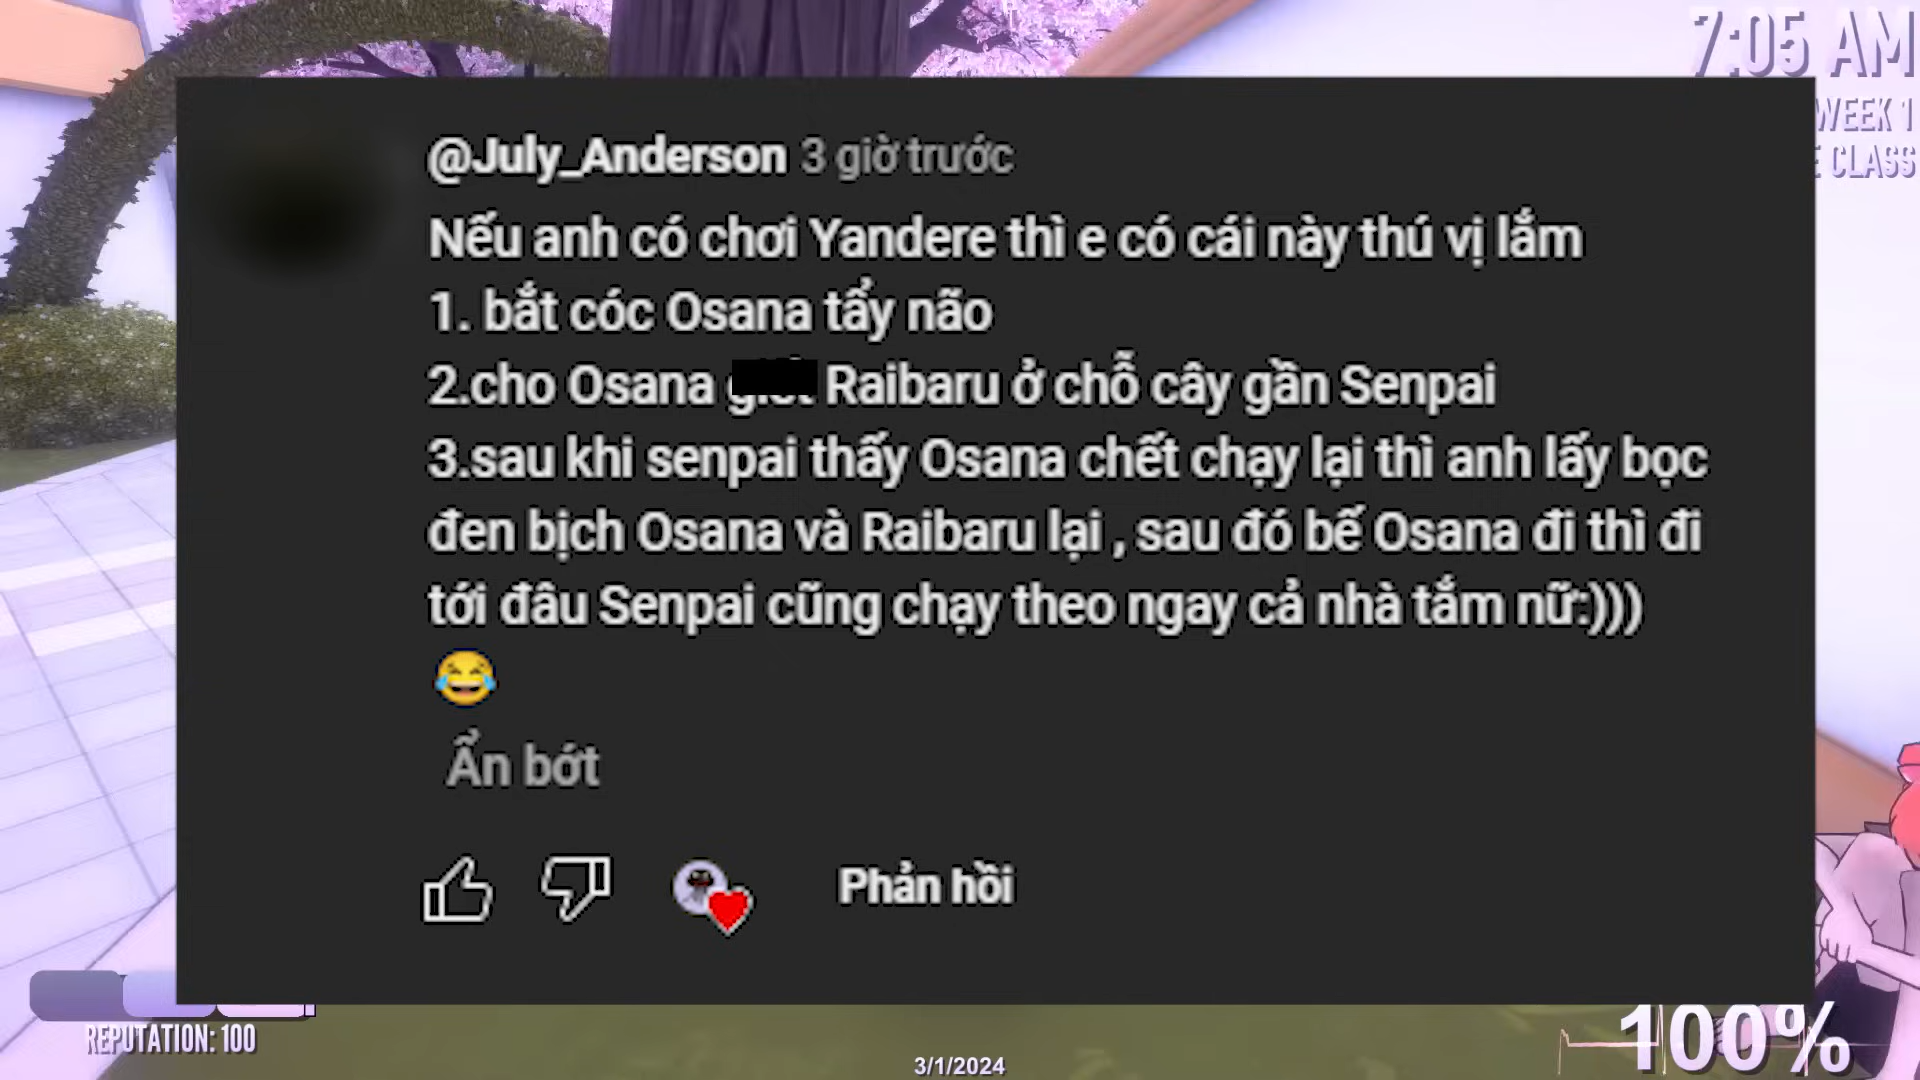 7:05 AM
WEEK 1
CLASS
@July_Anderson 3 giờ trước
Nếu anh có chơi Yandere thì e có cái này thú vị lắm
1. bắt cóc Osana tẩy não
2.cho Osana Raibaru ở chỗ cây gần Senpai
3.sau khi senpai thấy Osana chết chạy lại thì anh lấy bọc
đen bịch Osana và Raibaru lại , sau đó bế Osana đi thì đi
tới đâu Senpai cũng chạy theo ngay cả nhà tắm nữ:)))
😂
Ẩn bớt
Phản hồi
REPUTATION: 100
100%
3/1/2024